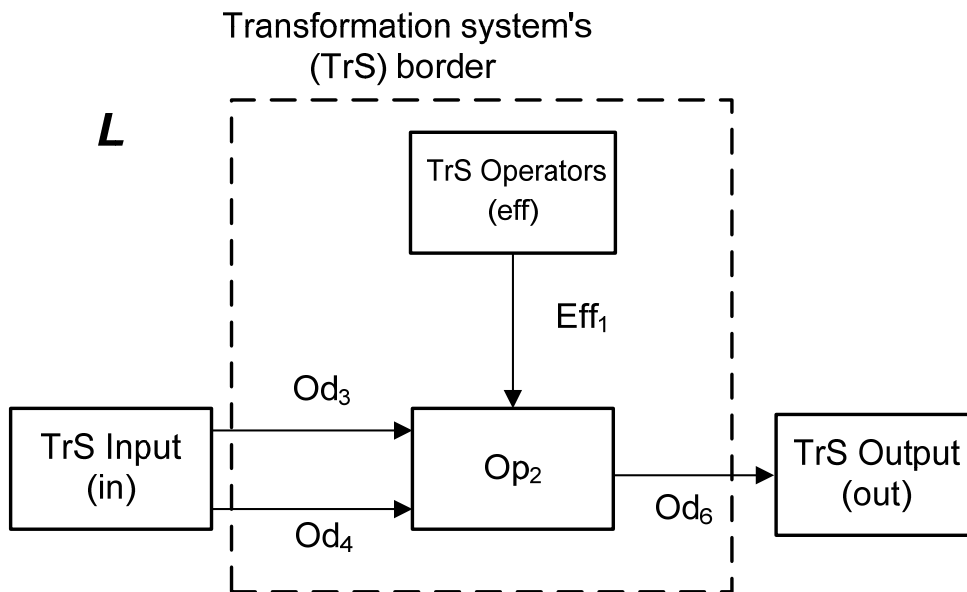 Transformation system's
(TrS) border
L
TrS Operators
(eff)
Eff₁
Od₃
TrS Input
(in)
Op₂
TrS Output
(out)
Od₄
Od₆